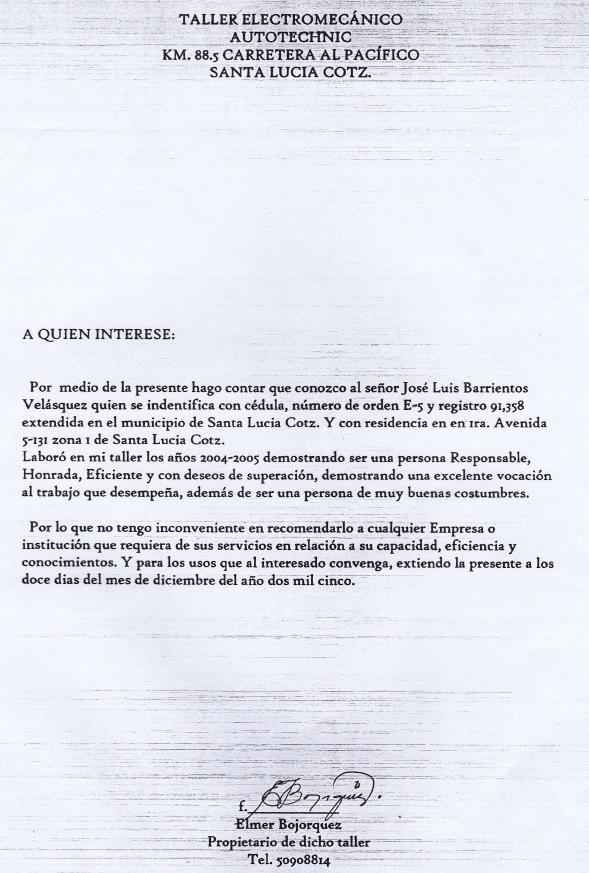 TALLER ELECTROMECÁNICO
AUTOTECHNIC
KM. 88.5 CARRETERA AL PACÍFICO
SANTA LUCIA COTZ.
A QUIEN INTERESE:
Por medio de la presente hago contar que conozco al señor José Luis Barrientos
Velásquez quien se indentifica con cédula, número de orden E-5 y registro 91,358
extendida en el municipio de Santa Lucia Cotz. Y con residencia en en 1ra. Avenida
5-131 zona 1 de Santa Lucia Cotz.
Laboró en mi taller los años 2004-2005 demostrando ser una persona Responsable,
Honrada, Eficiente y con deseos de superación, demostrando una excelente vocación
al trabajo que desempeña, además de ser una persona de muy buenas costumbres.
Por lo que no tengo inconveniente en recomendarlo a cualquier Empresa o
institución que requiera de sus servicios en relación a su capacidad, eficiencia y
conocimientos. Y para los usos que al interesado convenga, extiendo la presente a los
doce dias del mes de diciembre del año dos mil cinco.
f. EBojorquez.
Elmer Bojorquez
Propietario de dicho taller
Tel. 50908814